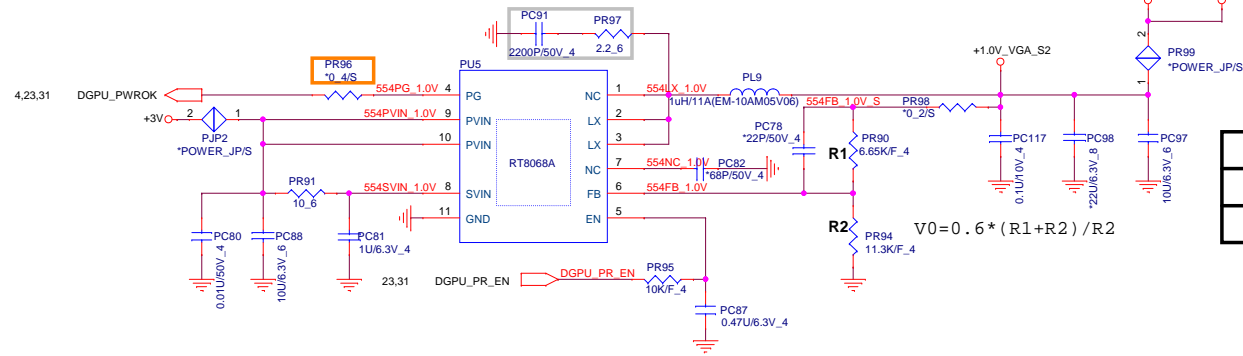 PC91
PR97
2200P/50V_4
2.2_6
+1.0V_VGA_S2
2
PR99
*POWER_JP/S
1
PR96
*0_4/S
PU5
4,23,31
DGPU_PWROK
554PG_1.0V
4
PG
NC
1
554LX_1.0V
PL9
1uH/11A(EM-10AM05V06)
554FB_1.0V_S
PR98
*0_2/S
+3V
2
1
554PVIN_1.0V
9
PVIN
LX
2
PJP2
*POWER_JP/S
10
PVIN
LX
3
PC78
*22P/50V_4
R1
PR90
6.65K/F_4
PC117
0.1U/10V_4
PC98
*22U/6.3V_8
PC97
10U/6.3V_6
RT8068A
NC
7
554NC_1.0V
PC82
*68P/50V_4
PR91
10_6
554SVIN_1.0V
8
SVIN
FB
6
554FB_1.0V
11
GND
EN
5
R2
PR94
11.3K/F_4
V0=0.6*(R1+R2)/R2
PC80
0.01U/50V_4
PC88
10U/6.3V_6
PC81
1U/6.3V_4
23,31
DGPU_PR_EN
DGPU_PR_EN
PR95
10K/F_4
PC87
0.47U/6.3V_4